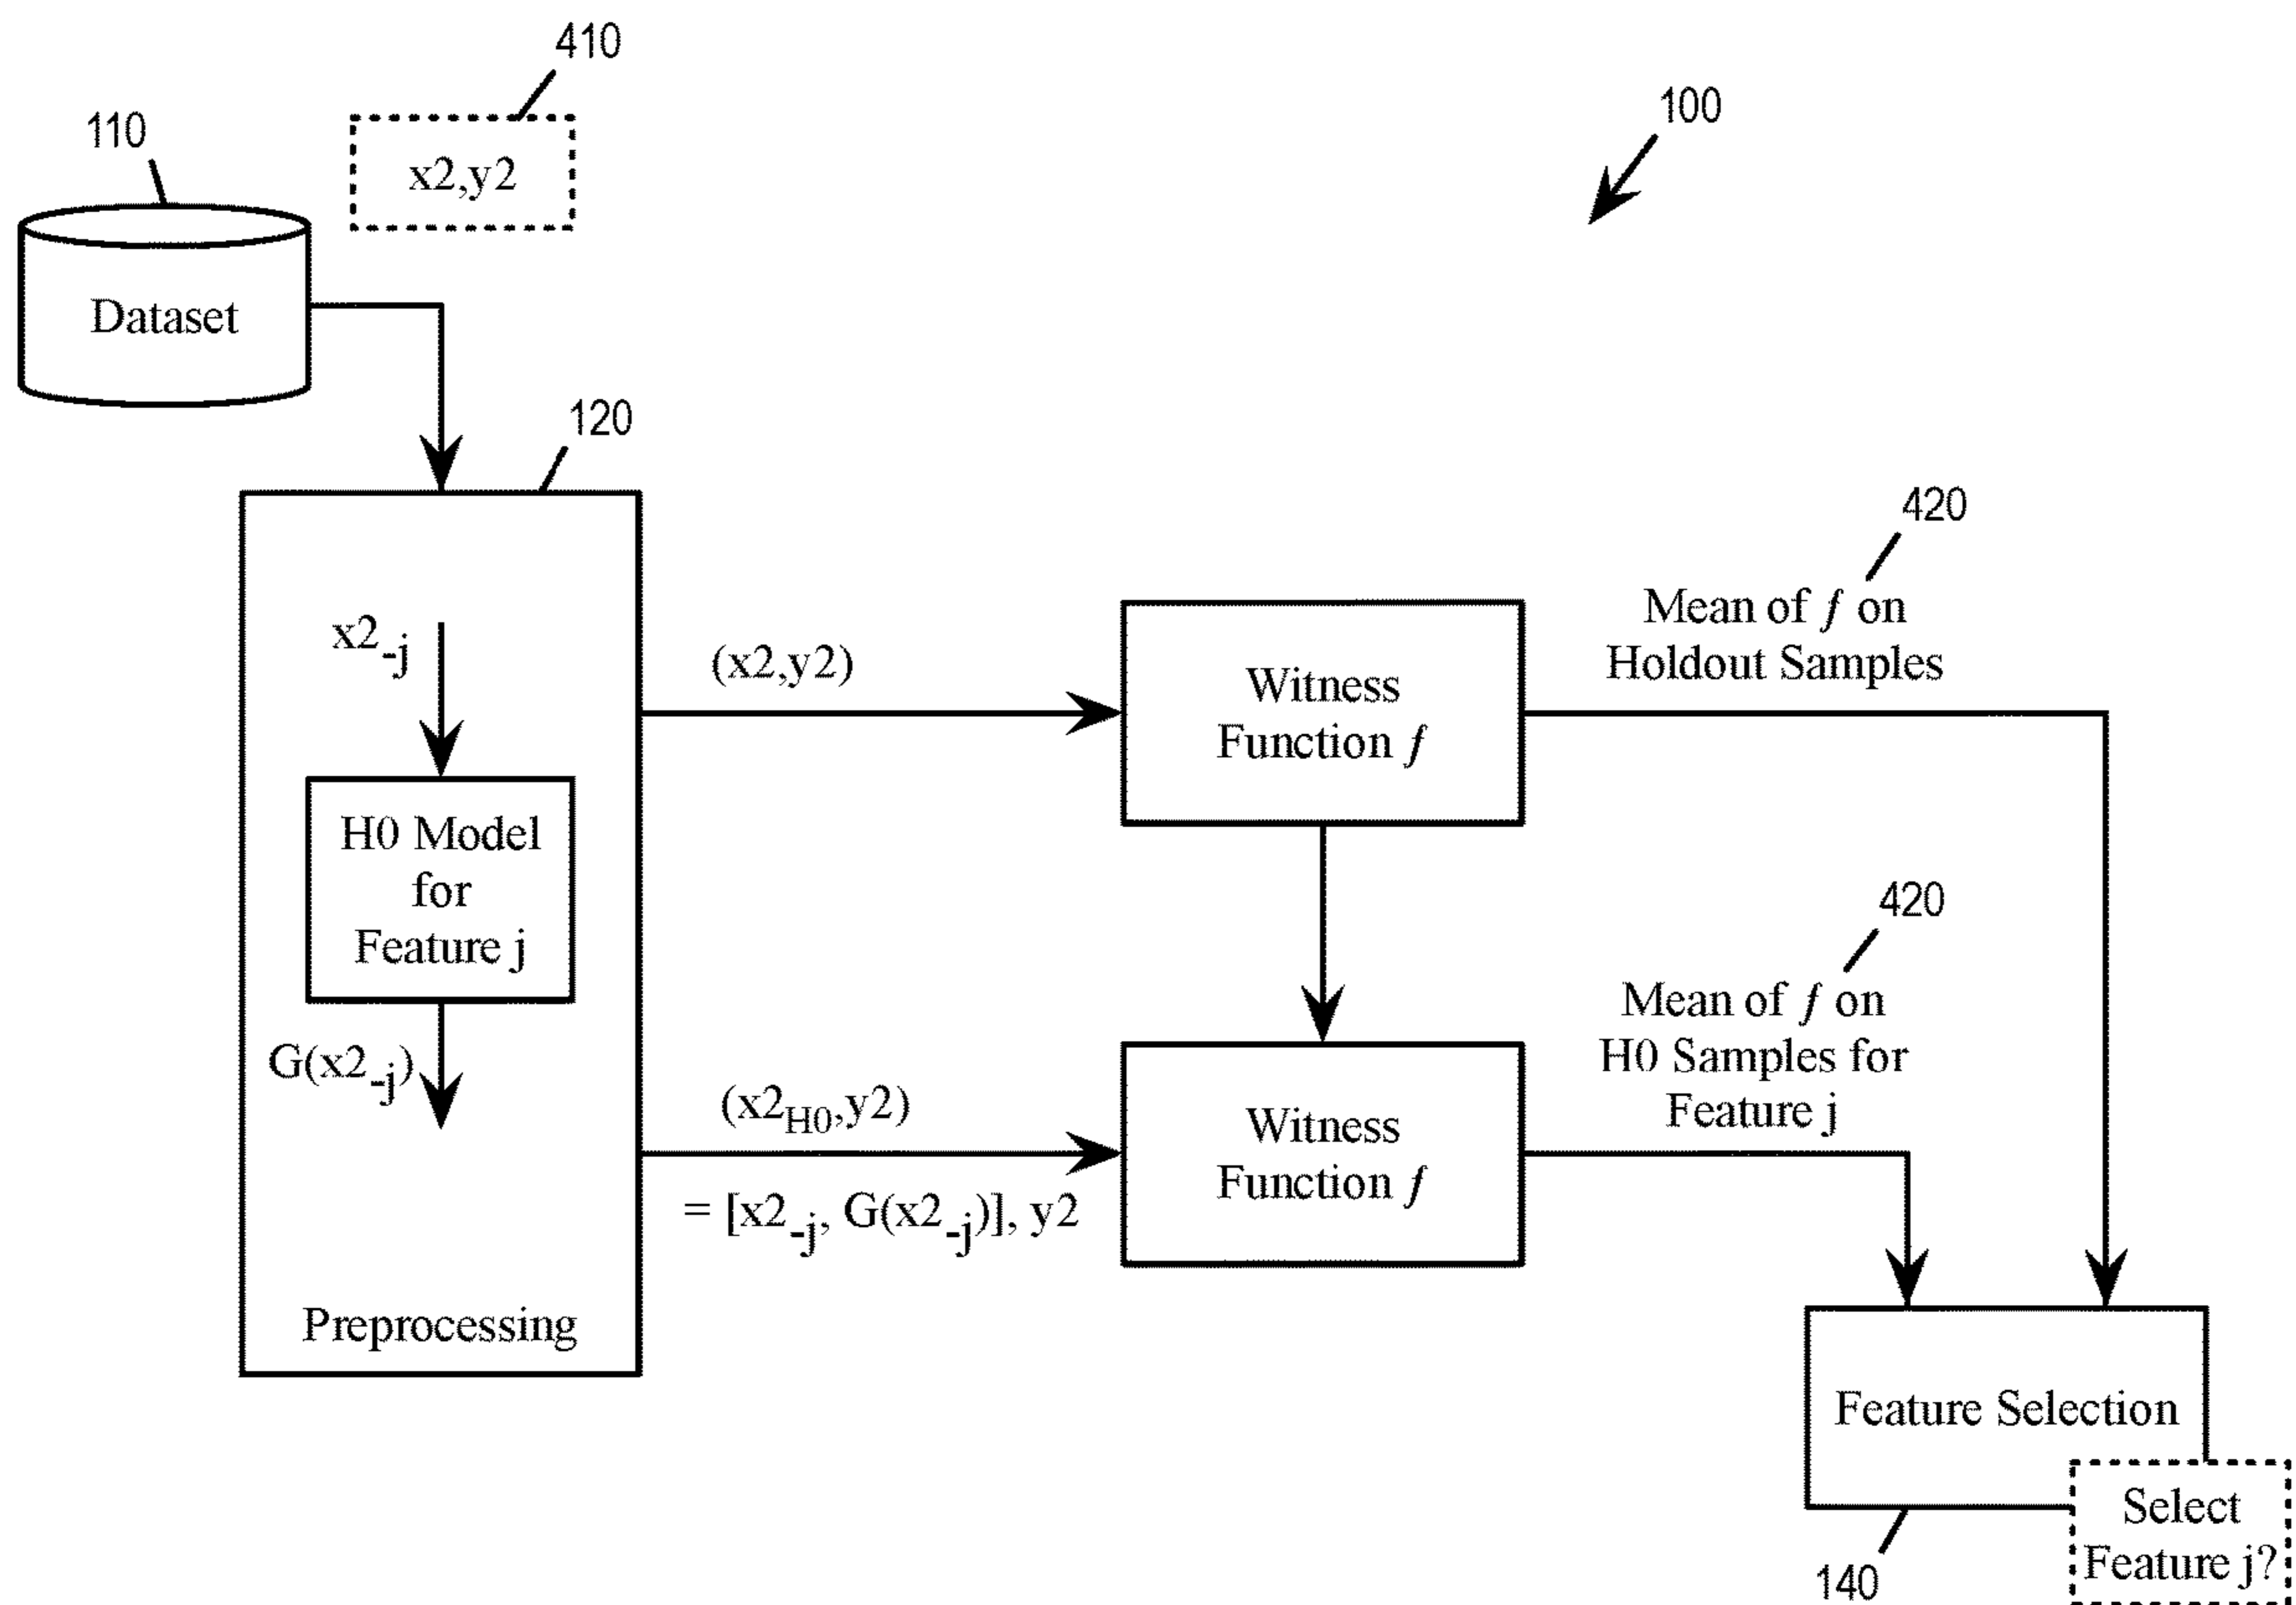 410
100
110
x2,y2
Dataset
120
420
Mean of f on
Holdout Samples
x2-j
(x2,y2)
Witness
Function f
H0 Model
for
Feature j
420
Mean of f on
H0 Samples for
Feature j
G(x2-j)
(x2H0,y2)
= [x2-j, G(x2-j)], y2
Witness
Function f
Preprocessing
Feature Selection
Select
Feature j?
140